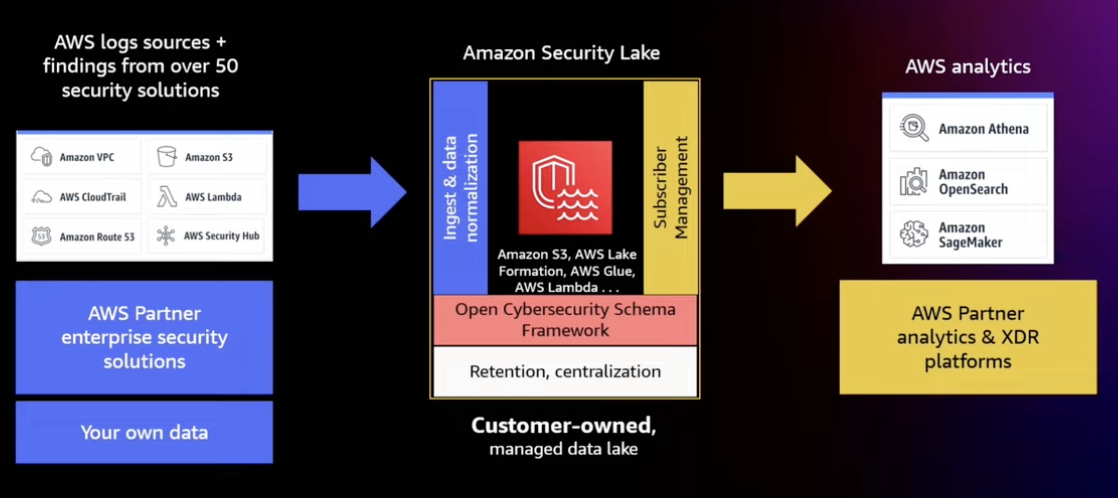 AWS logs sources +
findings from over 50
security solutions
Amazon VPC
Amazon S3
AWS CloudTrail
AWS Lambda
Amazon Route 53
AWS Security Hub
AWS Partner
enterprise security
solutions
Your own data
Amazon Security Lake
Ingest & data
normalization
Subscriber
Management
Amazon S3, AWS Lake
Formation, AWS Glue,
AWS Lambda . . .
Open Cybersecurity Schema
Framework
Retention, centralization
Customer-owned,
managed data lake
AWS analytics
Amazon Athena
Amazon
OpenSearch
Amazon
SageMaker
AWS Partner
analytics & XDR
platforms